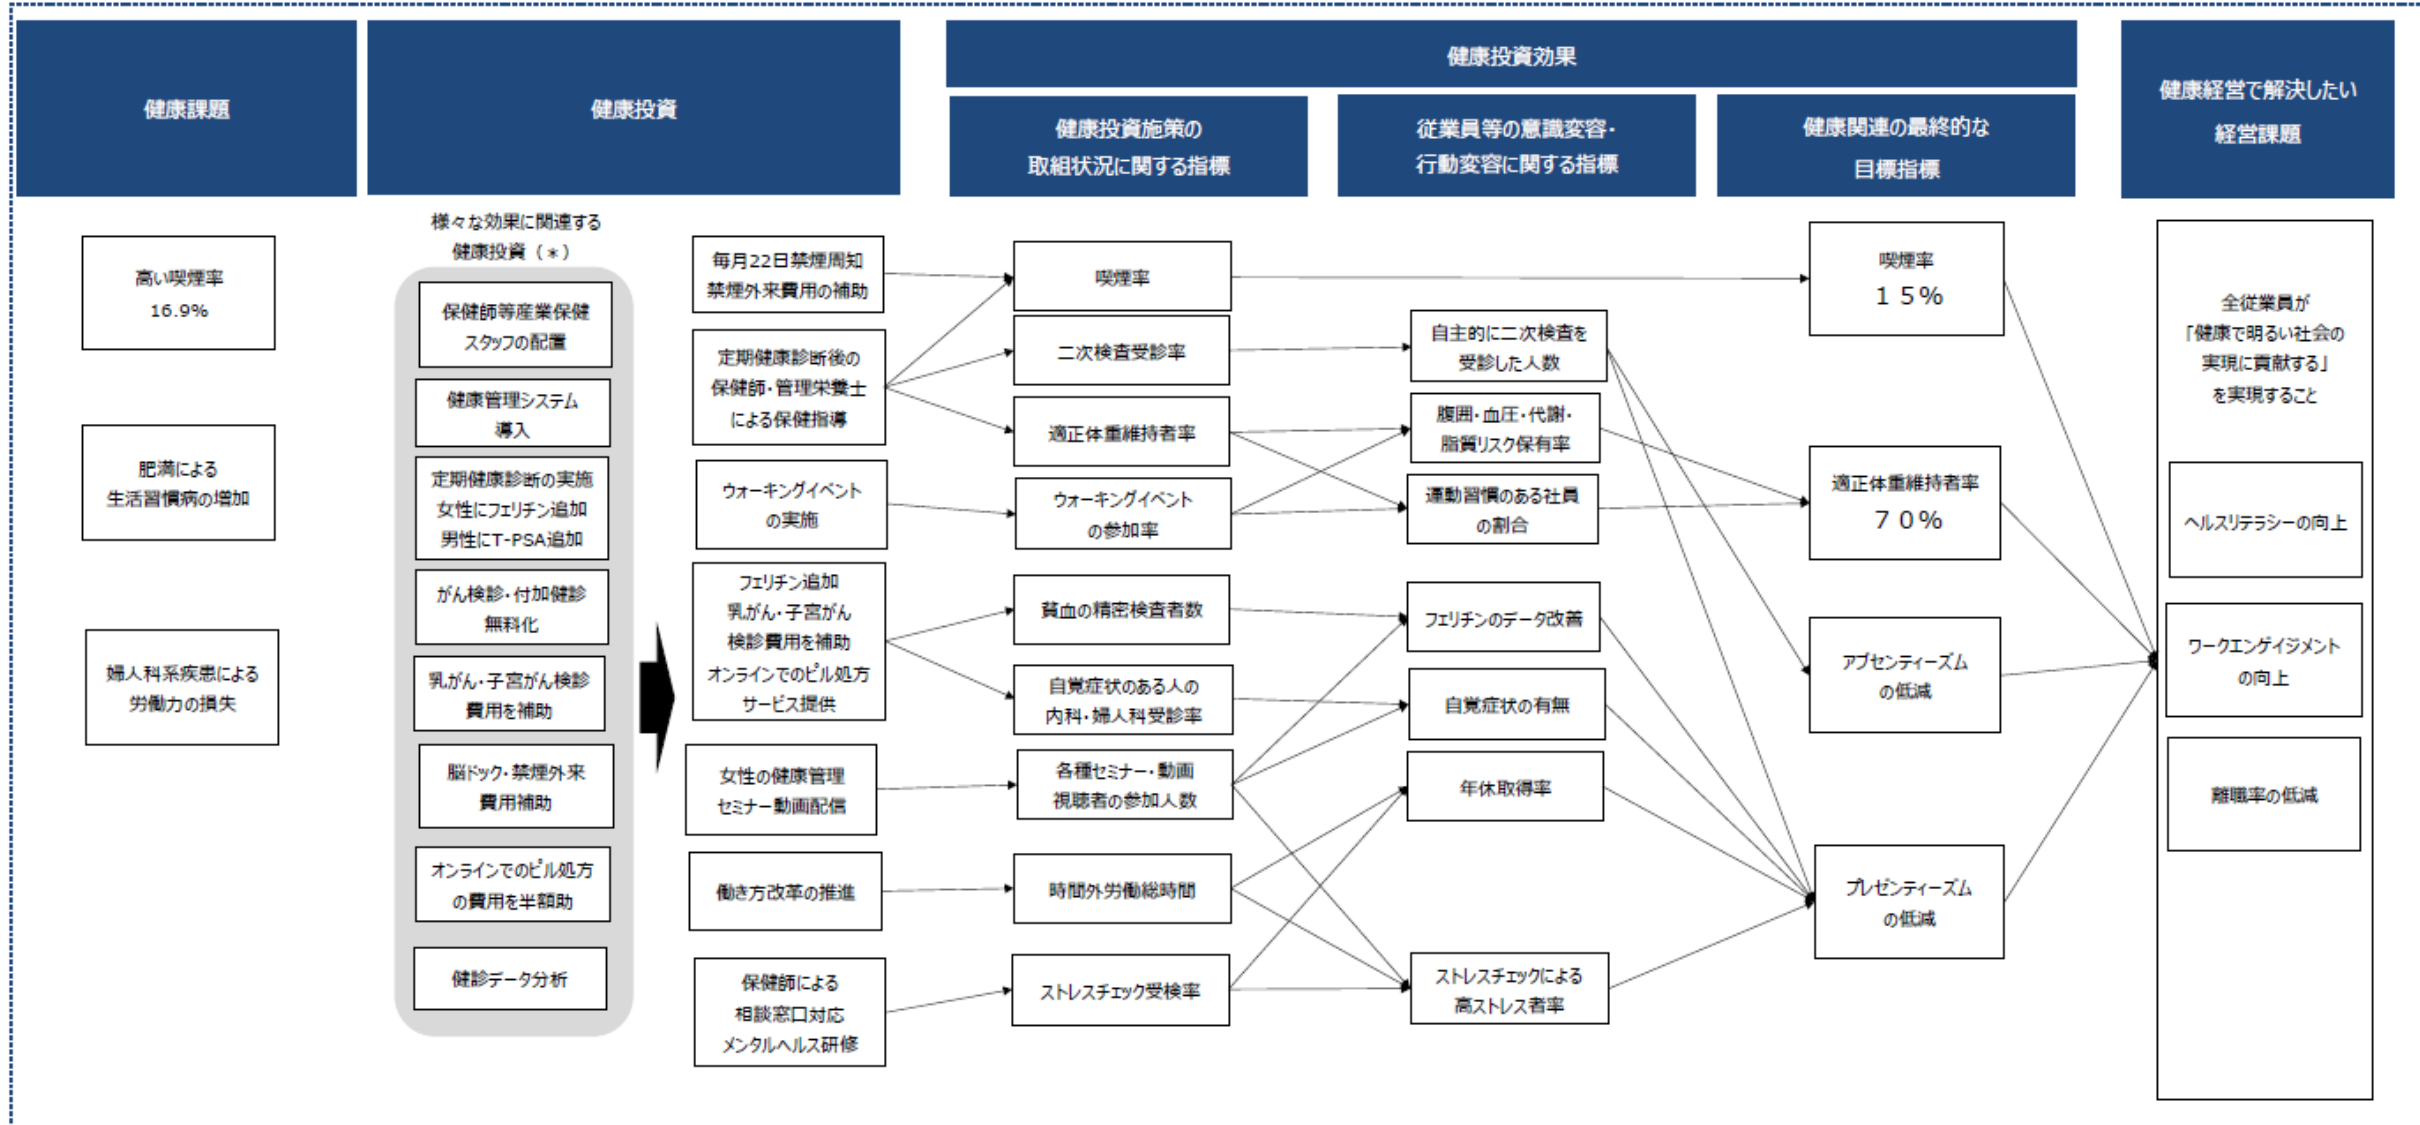 健康課題
健康投資
健康投資効果
健康投資施策の
取組状況に関する指標
従業員等の意識変容・
行動変容に関する指標
健康関連の最終的な
目標指標
健康経営で解決したい
経営課題
高い喫煙率
16.9%
肥満による
生活習慣病の増加
婦人科系疾患による
労働力の損失
様々な効果に関連する
健康投資（＊）
保健師等産業保健
スタッフの配置
健康管理システム
導入
定期健康診断の実施
女性にフェリチン追加
男性にT-PSA追加
がん検診・付加健診
無料化
乳がん・子宮がん検診
費用を補助
脳ドック・禁煙外来
費用補助
オンラインでのピル処方
の費用を半額助
健診データ分析
毎月22日禁煙周知
禁煙外来費用の補助
定期健康診断後の
保健師・管理栄養士
による保健指導
ウォーキングイベント
の実施
フェリチン追加
乳がん・子宮がん
検診費用を補助
オンラインでのピル処方
サービス提供
女性の健康管理
セミナー動画配信
働き方改革の推進
保健師による
相談窓口対応
メンタルヘルス研修
喫煙率
二次検査受診率
適正体重維持者率
ウォーキングイベント
の参加率
貧血の精密検査者数
自覚症状のある人の
内科・婦人科受診率
各種セミナー・動画
視聴者の参加人数
時間外労働総時間
ストレスチェック受検率
自主的に二次検査を
受診した人数
腹囲・血圧・代謝・
脂質リスク保有率
運動習慣のある社員
の割合
フェリチンのデータ改善
自覚症状の有無
年休取得率
ストレスチェックによる
高ストレス者率
喫煙率
１５%
適正体重維持者率
７０%
アブセンティーズム
の低減
プレゼンティーズム
の低減
全従業員が
「健康で明るい社会の
実現に貢献する」
を実現すること
ヘルスリテラシーの向上
ワークエンゲイジメント
の向上
離職率の低減